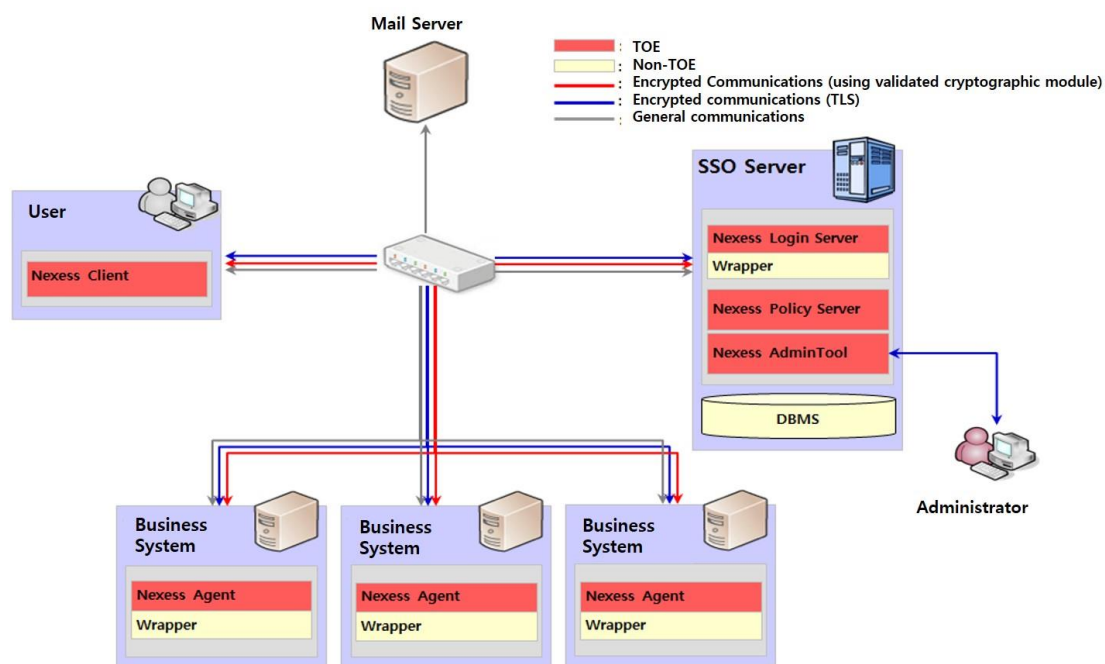 Mail Server
: TOE
: Non-TOE
: Encrypted Communications (using validated cryptographic module)
: Encrypted communications (TLS)
: General communications
SSO Server
Nexess Login Server
Wrapper
Nexess Policy Server
Nexess AdminTool
DBMS
User
Nexess Client
Administrator
Business
System
Nexess Agent
Wrapper
Business
System
Nexess Agent
Wrapper
Business
System
Nexess Agent
Wrapper